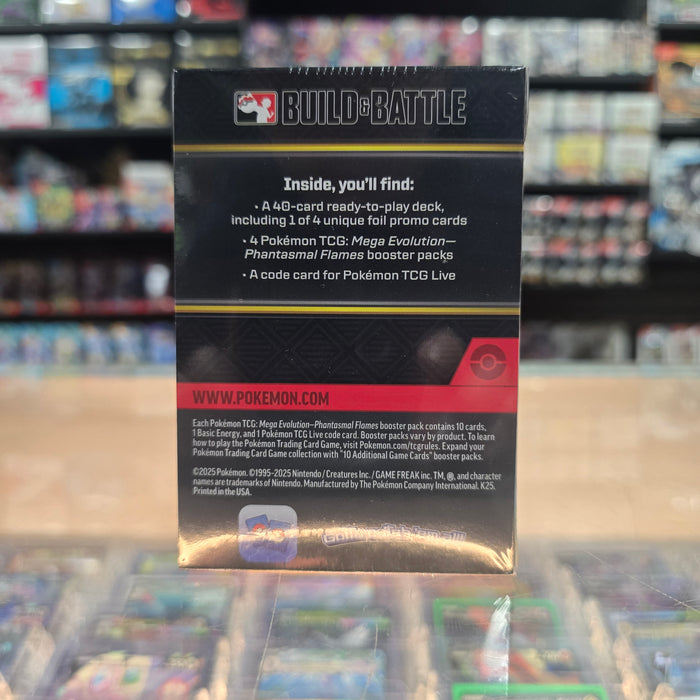 BUILD & BATTLE
Inside, you'll find:
• A 40-card ready-to-play deck,
including 1 of 4 unique foil promo cards
• 4 Pokémon TCG: Mega Evolution—
Phantasmal Flames booster packs
• A code card for Pokémon TCG Live
WWW.POKEMON.COM
Each Pokémon TCG: Mega Evolution—Phantasmal Flames booster pack contains 10 cards,
1 Basic Energy, and 1 Pokémon TCG Live code card. Booster packs vary by product. To learn
how to play the Pokémon Trading Card Game, visit Pokemon.com/tcgrules. Expand your
Pokémon Trading Card Game collection with "10 Additional Game Cards" booster packs.
©2025 Pokémon. ©1995-2025 Nintendo / Creatures Inc. / GAME FREAK inc. TM, ®, and character
names are trademarks of Nintendo. Manufactured by The Pokémon Company International. K25.
Printed in the USA.
Gotta catch 'em all!